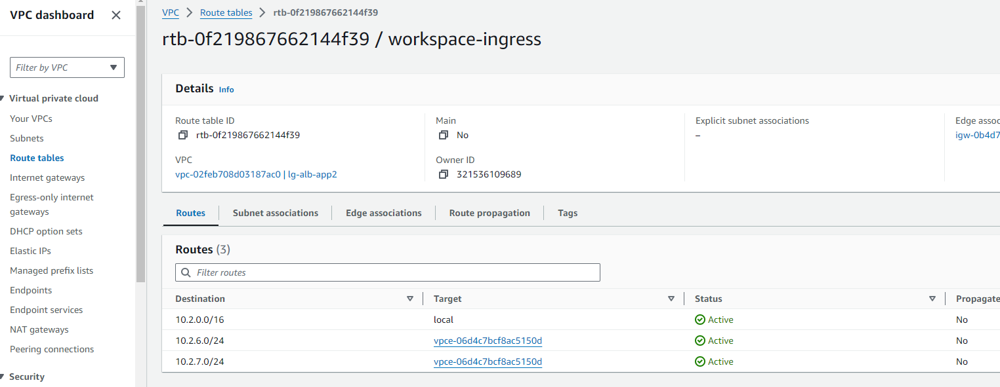 VPC dashboard
Filter by VPC
Virtual private cloud
Your VPCs
Subnets
Route tables
Internet gateways
Egress-only internet
gateways
DHCP option sets
Elastic IPs
Managed prefix lists
Endpoints
Endpoint services
NAT gateways
Peering connections
Security
VPC > Route tables > rtb-0f219867662144f39
rtb-0f219867662144f39 / workspace-ingress
Details Info
Route table ID
rtb-0f219867662144f39
VPC
vpc-02feb708d03187ac0 | lg-alb-app2
Main
No
Owner ID
321536109689
Explicit subnet associations
–
Edge assoc
igw-0b4d7
Routes Subnet associations Edge associations Route propagation Tags
Routes (3)
Filter routes
Destination Target Status Propagate
10.2.0.0/16 local Active No
10.2.6.0/24 vpce-06d4c7bcf8ac5150d Active No
10.2.7.0/24 vpce-06d4c7bcf8ac5150d Active No